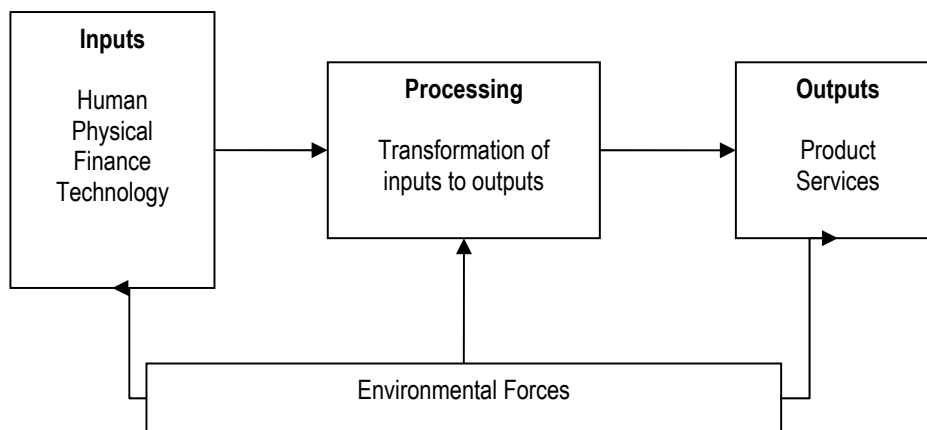 Inputs
Human
Physical
Finance
Technology
Processing
Transformation of
inputs to outputs
Outputs
Product
Services
Environmental Forces